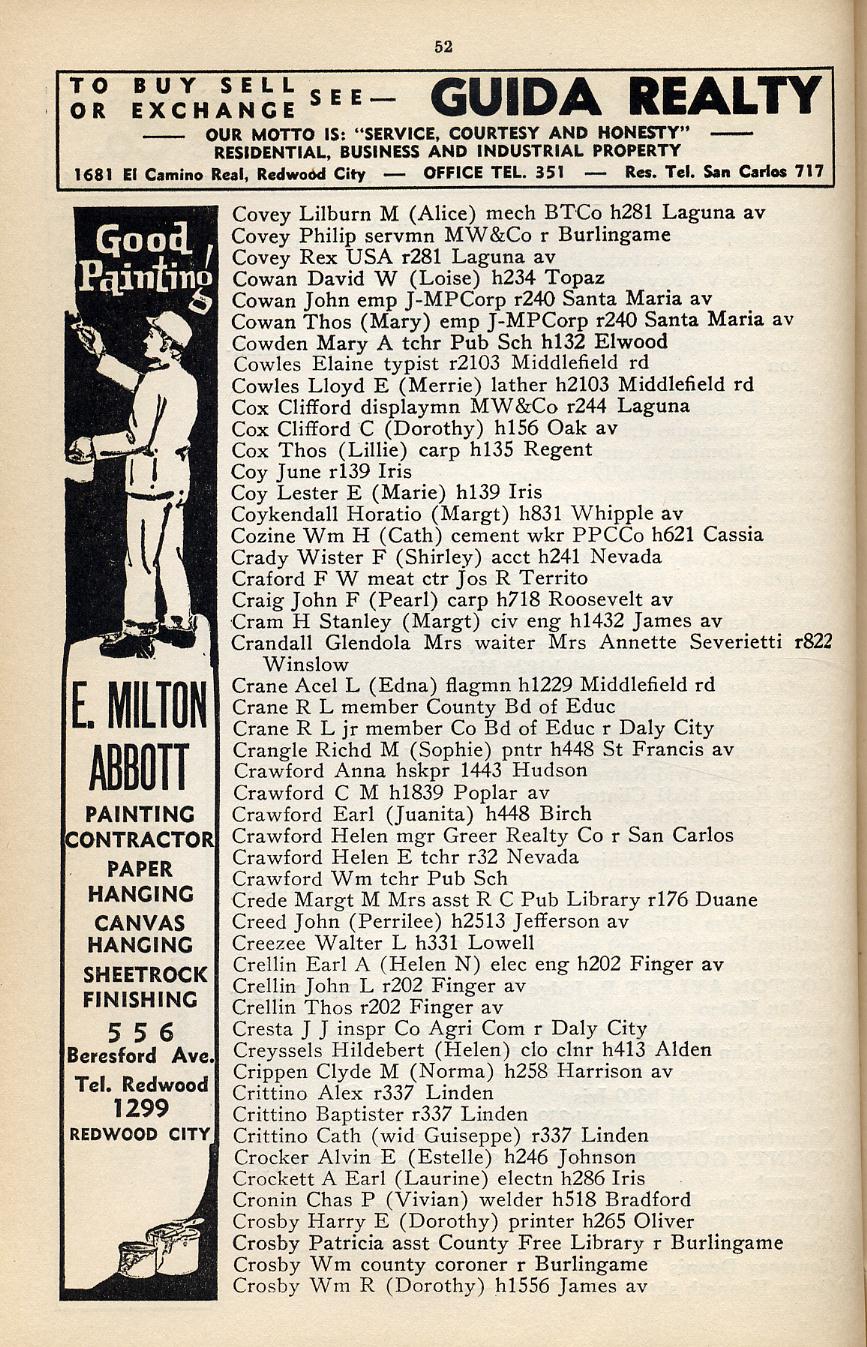 52
TO BUY SELL
OR EXCHANGE SEE— GUIDA REALTY
OUR MOTTO IS: "SERVICE, COURTESY AND HONESTY"
RESIDENTIAL, BUSINESS AND INDUSTRIAL PROPERTY
1681 El Camino Real, Redwood City — OFFICE TEL. 351 — Res. Tel. San Carlos 717
Good
Painting!
E. MILTON
ABBOTT
PAINTING
CONTRACTOR
PAPER
HANGING
CANVAS
HANGING
SHEETROCK
FINISHING
5 5 6
Beresford Ave.
Tel. Redwood
1299
REDWOOD CITY
Covey Lilburn M (Alice) mech BTCo h281 Laguna av
Covey Philip servmn MW&Co r Burlingame
Covey Rex USA r281 Laguna av
Cowan David W (Loise) h234 Topaz
Cowan John emp J-MPCorp r240 Santa Maria av
Cowan Thos (Mary) emp J-MPCorp r240 Santa Maria av
Cowden Mary A tchr Pub Sch h132 Elwood
Cowles Elaine typist r2103 Middlefield rd
Cowles Lloyd E (Merrie) lather h2103 Middlefield rd
Cox Clifford displaymn MW&Co r244 Laguna
Cox Clifford C (Dorothy) h156 Oak av
Cox Thos (Lillie) carp h135 Regent
Coy June r139 Iris
Coy Lester E (Marie) h139 Iris
Coykendall Horatio (Margt) h831 Whipple av
Cozine Wm H (Cath) cement wkr PPCCo h621 Cassia
Crady Wister F (Shirley) acct h241 Nevada
Craford F W meat ctr Jos R Territo
Craig John F (Pearl) carp h718 Roosevelt av
Cram H Stanley (Margt) civ eng h1432 James av
Crandall Glendola Mrs waiter Mrs Annette Severietti r822
Winslow
Crane Acel L (Edna) flagmn h1229 Middlefield rd
Crane R L member County Bd of Educ
Crane R L jr member Co Bd of Educ r Daly City
Crangle Richd M (Sophie) pntr h448 St Francis av
Crawford Anna hskpr 1443 Hudson
Crawford C M h1839 Poplar av
Crawford Earl (Juanita) h448 Birch
Crawford Helen mgr Greer Realty Co r San Carlos
Crawford Helen E tchr r32 Nevada
Crawford Wm tchr Pub Sch
Crede Margt M Mrs asst R C Pub Library r176 Duane
Creed John (Perrilee) h2513 Jefferson av
Creezee Walter L h331 Lowell
Crellin Earl A (Helen N) elec eng h202 Finger av
Crellin John L r202 Finger av
Crellin Thos r202 Finger av
Cresta J J inspr Co Agri Com r Daly City
Creyssels Hildebert (Helen) clo clnr h413 Alden
Crippen Clyde M (Norma) h258 Harrison av
Crittino Alex r337 Linden
Crittino Baptister r337 Linden
Crittino Cath (wid Guiseppe) r337 Linden
Crocker Alvin E (Estelle) h246 Johnson
Crockett A Earl (Laurine) electn h286 Iris
Cronin Chas P (Vivian) welder h518 Bradford
Crosby Harry E (Dorothy) printer h265 Oliver
Crosby Patricia asst County Free Library r Burlingame
Crosby Wm county coroner r Burlingame
Crosby Wm R (Dorothy) h1556 James av